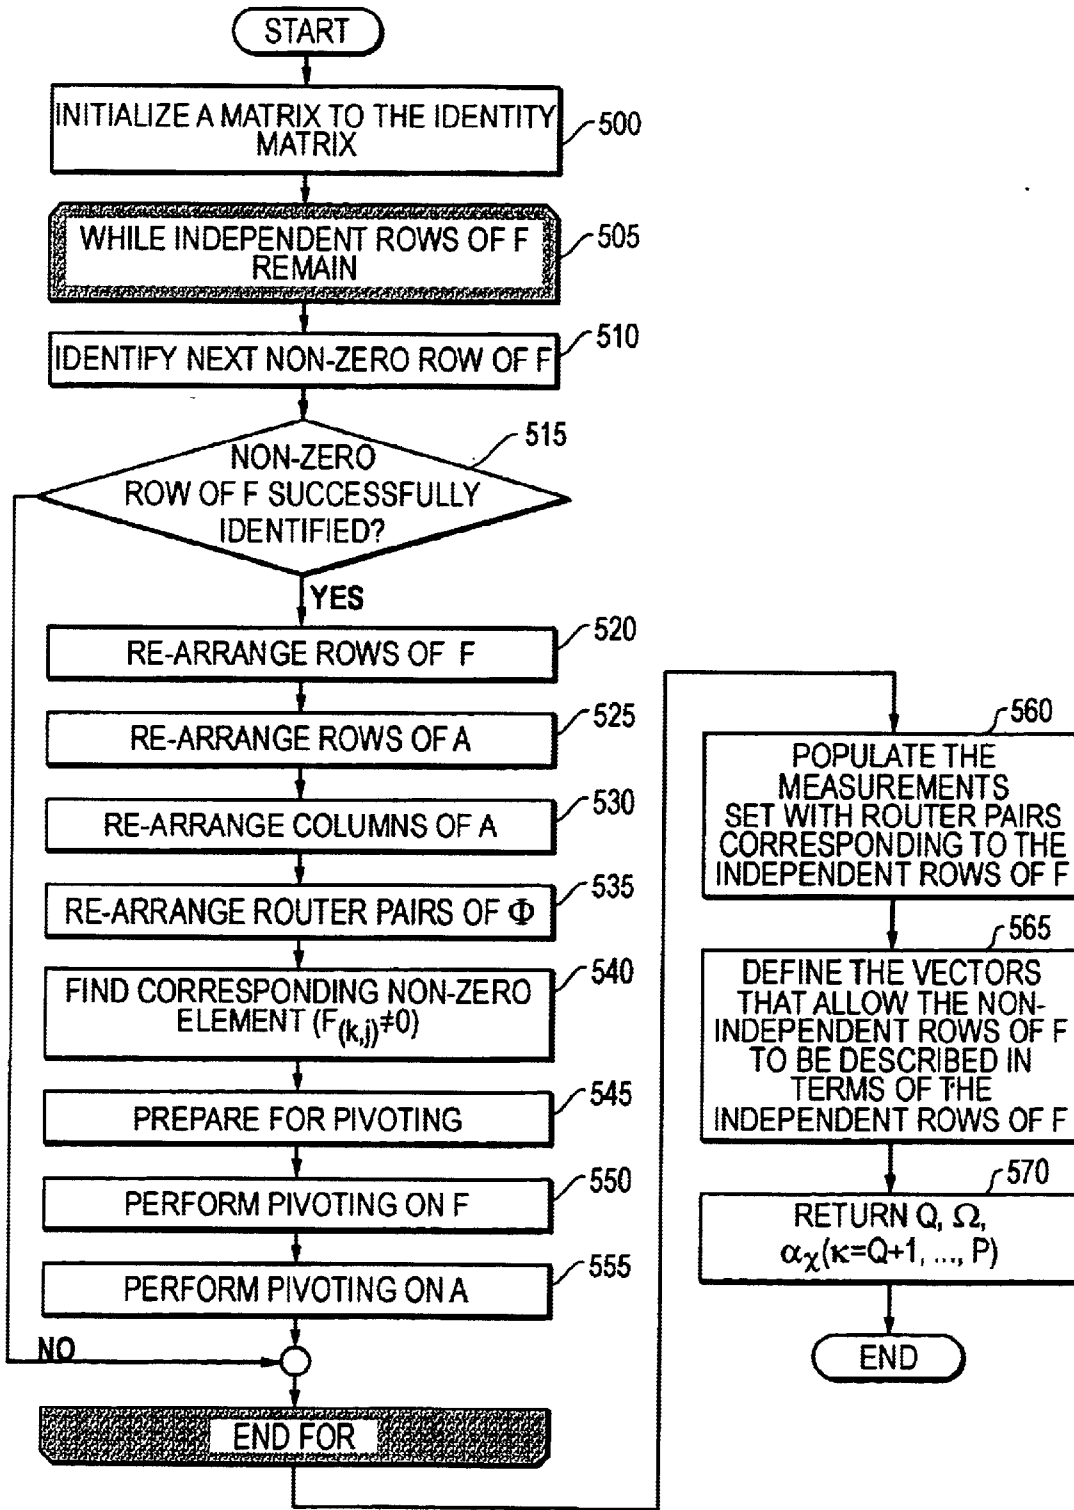 START
INITIALIZE A MATRIX TO THE IDENTITY
MATRIX
500
WHILE INDEPENDENT ROWS OF F
REMAIN
505
IDENTIFY NEXT NON-ZERO ROW OF F
510
NON-ZERO
ROW OF F SUCCESSFULLY
IDENTIFIED?
515
YES
RE-ARRANGE ROWS OF F
520
RE-ARRANGE ROWS OF A
525
RE-ARRANGE COLUMNS OF A
530
RE-ARRANGE ROUTER PAIRS OF Φ
535
FIND CORRESPONDING NON-ZERO
ELEMENT (F(k,j)≠0)
540
PREPARE FOR PIVOTING
545
PERFORM PIVOTING ON F
550
PERFORM PIVOTING ON A
555
NO
END FOR
560
POPULATE THE
MEASUREMENTS
SET WITH ROUTER PAIRS
CORRESPONDING TO THE
INDEPENDENT ROWS OF F
565
DEFINE THE VECTORS
THAT ALLOW THE NON-
INDEPENDENT ROWS OF F
TO BE DESCRIBED IN
TERMS OF THE
INDEPENDENT ROWS OF F
570
RETURN Q, Ω,
αχ(κ=Q+1, ..., P)
END